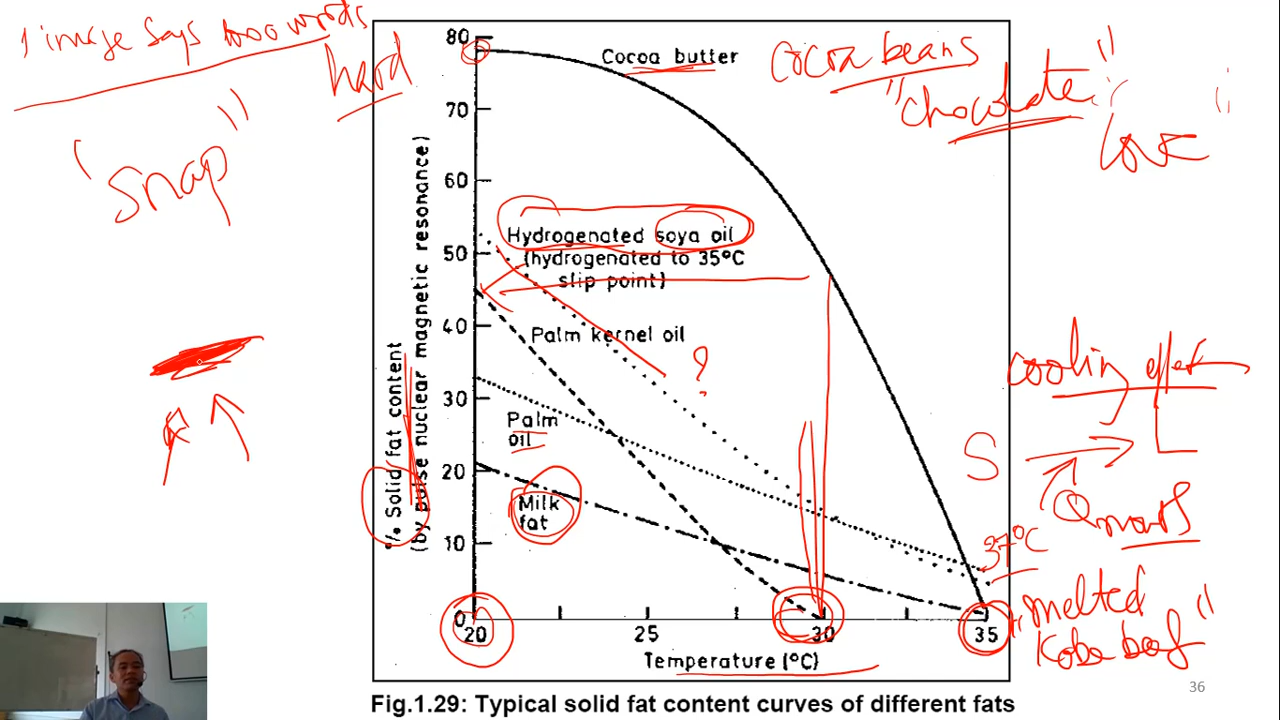 1 image says 1000 words
hard
"Snap"
80
70
60
50
40
30
20
10
0
% Solid fat content
(by pulse nuclear magnetic resonance)
Cocoa butter
Hydrogenated soya oil
(hydrogenated to 35°C
slip point)
Palm kernel oil
?
Palm
oil
Milk
fat
20
25
30
35
Temperature (°C)
cocoa beans
"chocolate"
love
cooling effect
S
37°C
"melted
Kobe beef"
36
Fig.1.29: Typical solid fat content curves of different fats